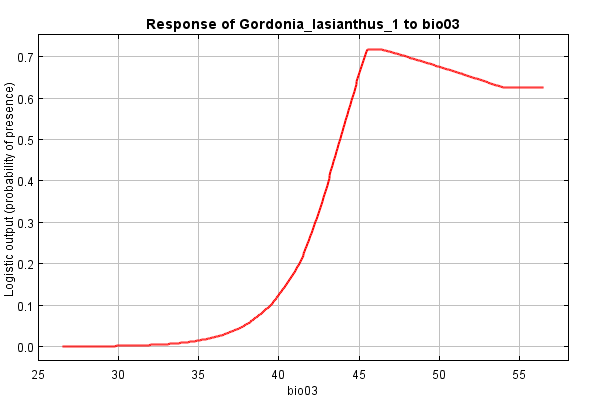 Response of Gordonia_lasianthus_1 to bio03
Logistic output (probability of presence)
0.7
0.6
0.5
0.4
0.3
0.2
0.1
0.0
25 30 35 40 45 50 55
bio03